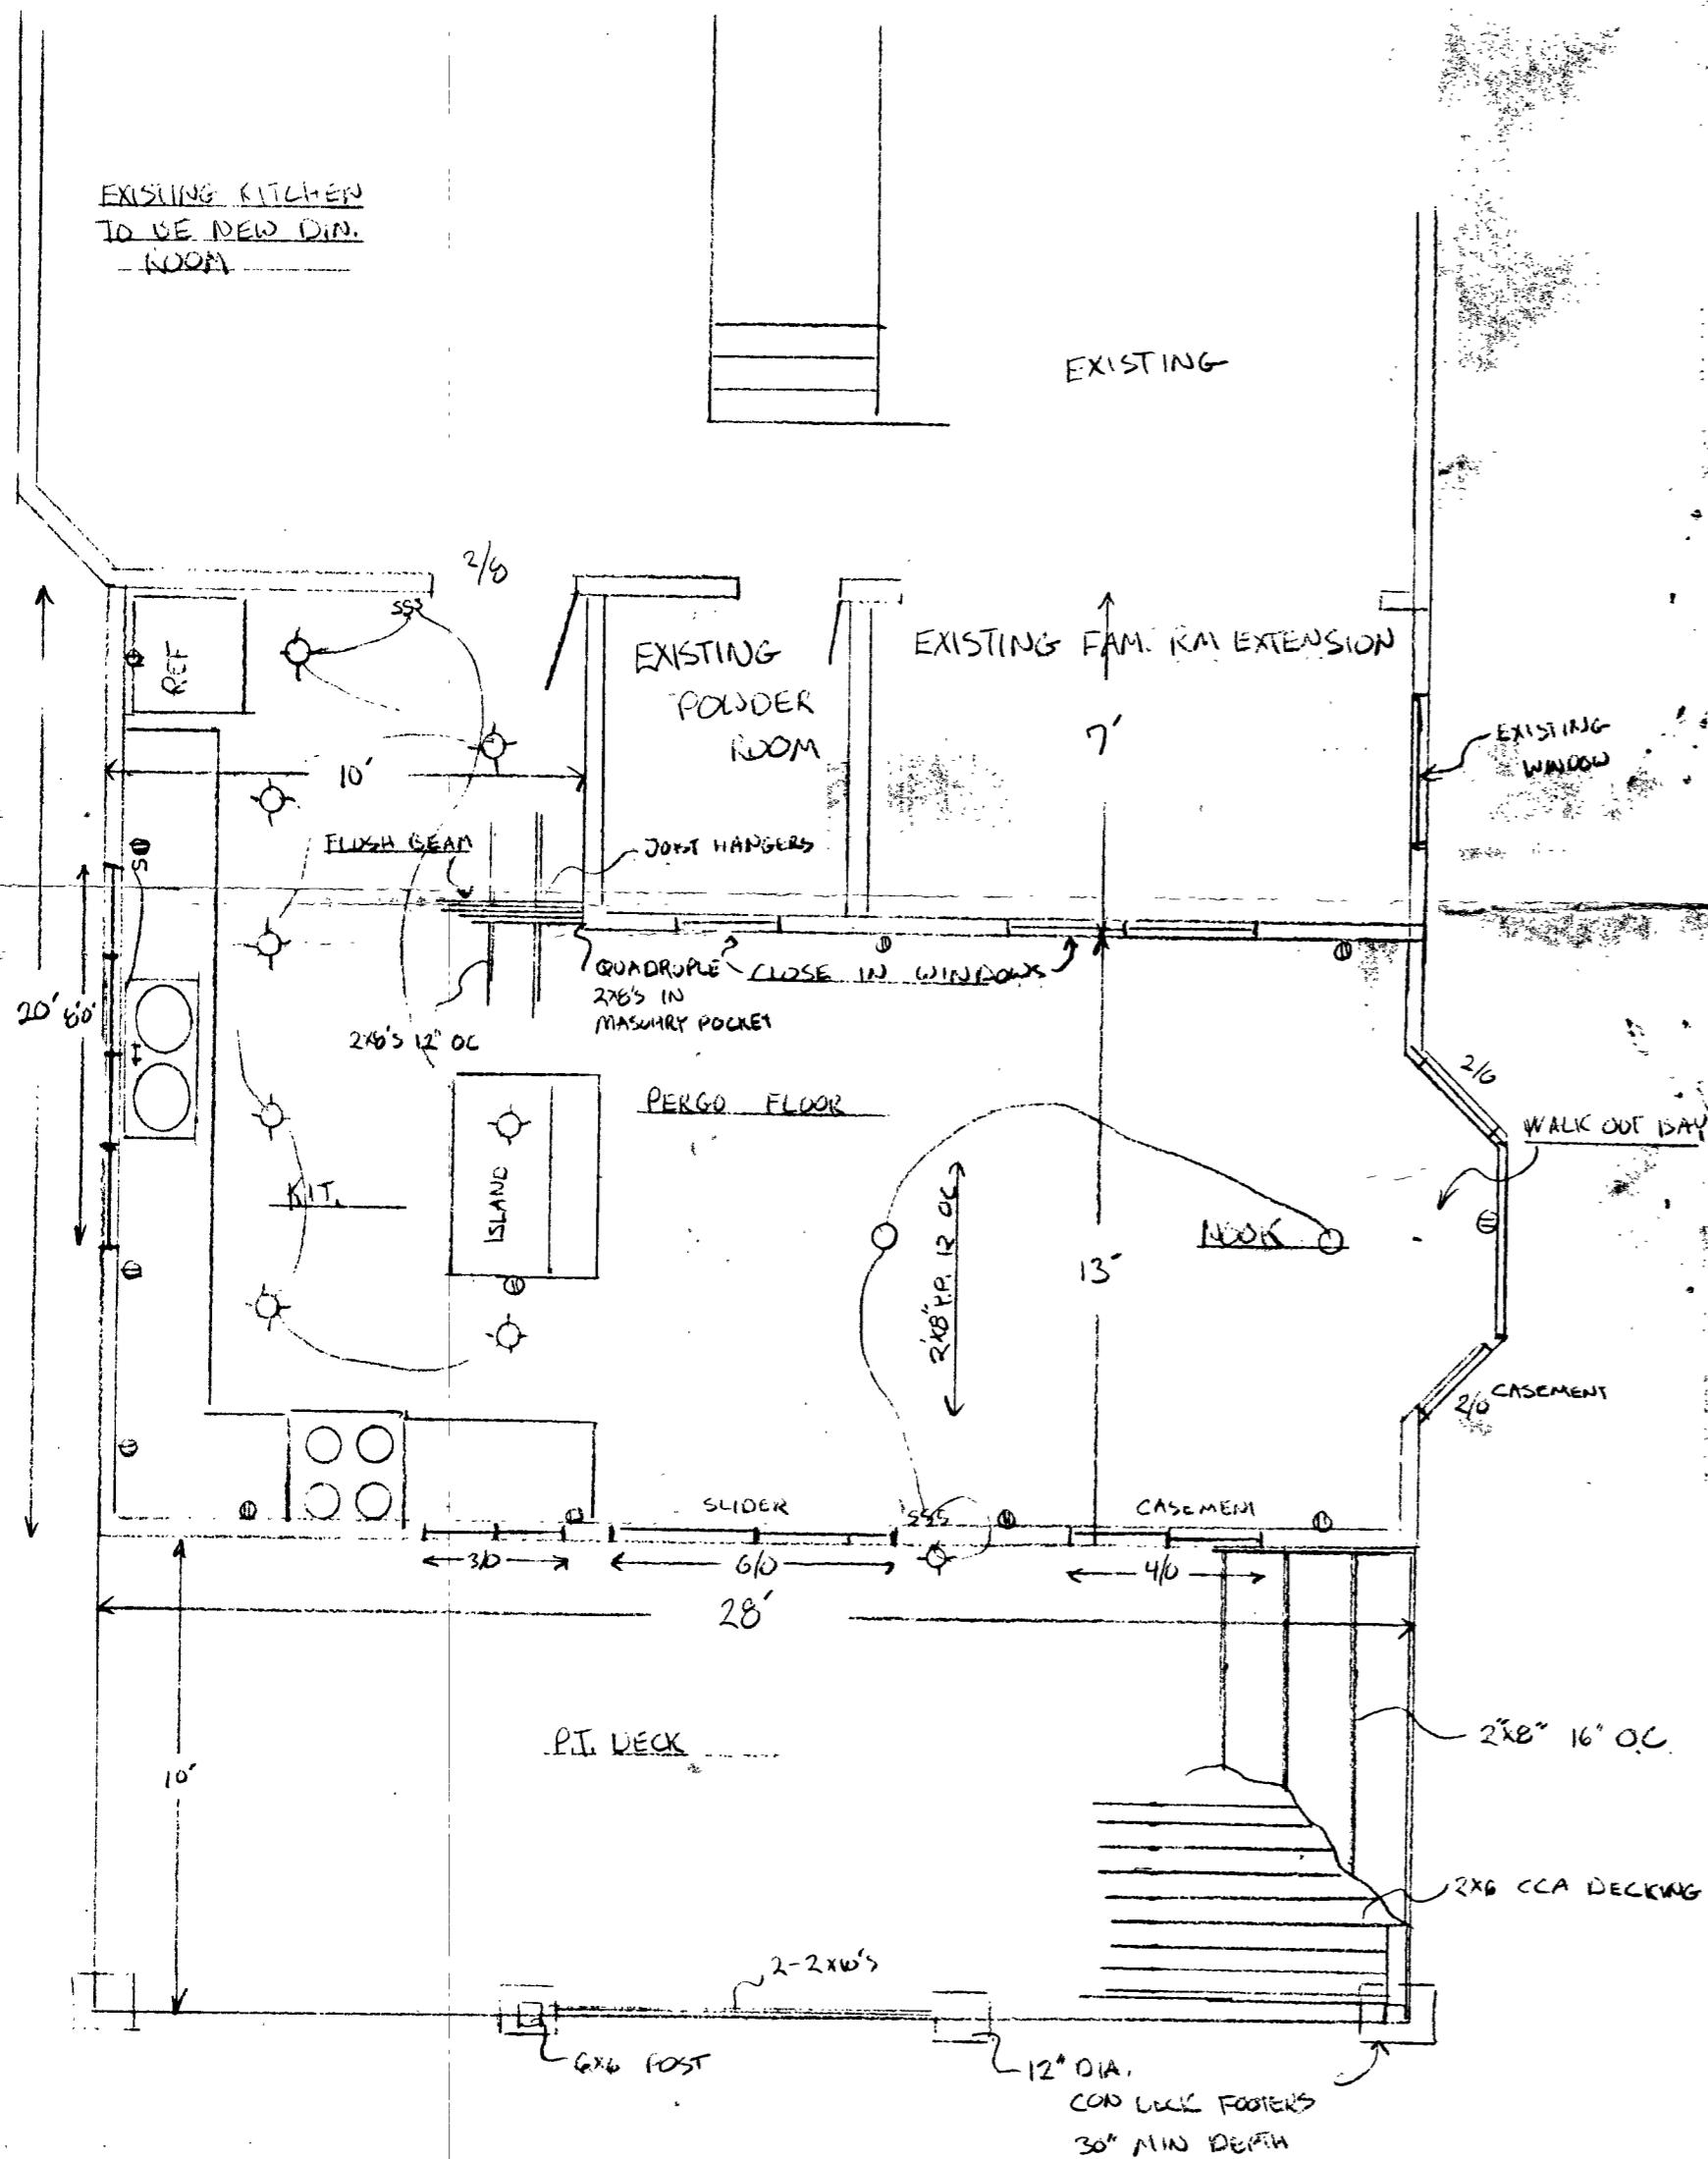 EXISTING KITCHEN
TO BE NEW DIN.
ROOM
EXISTING
2/8
SS3
REF
EXISTING
POWDER
ROOM
EXISTING FAM. RM EXTENSION
7'
EXISTING
WINDOW
10'
FLUSH BEAM
JOIST HANGERS
S
QUADRUPLE
2X8'S IN
MASONRY POCKET
CLOSE IN WINDOWS
20'
2X8'S 12" OC
2/0
PERGO FLOOR
WALK OUT BAY
KIT.
ISLAND
2"X8" H.P. 12 OC
NOOK
13'
2/0 CASEMENT
SLIDER
SSS
CASEMENT
3/0
6/0
4/0
28'
P.T. DECK
2"X8" 16" O.C.
10'
2X6 CCA DECKING
2-2X10'S
6X6 POST
12" DIA.
CON DECK FOOTERS
30" MIN DEPTH